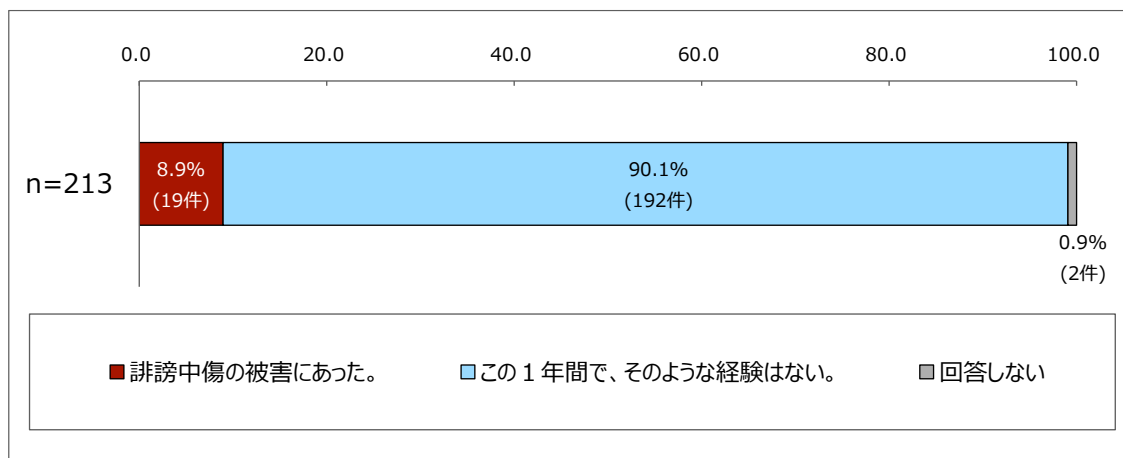 0.0 20.0 40.0 60.0 80.0 100.0
n=213
8.9%
(19件)
90.1%
(192件)
0.9%
(2件)
誹謗中傷の被害にあった。 この1年間で、そのような経験はない。 回答しない